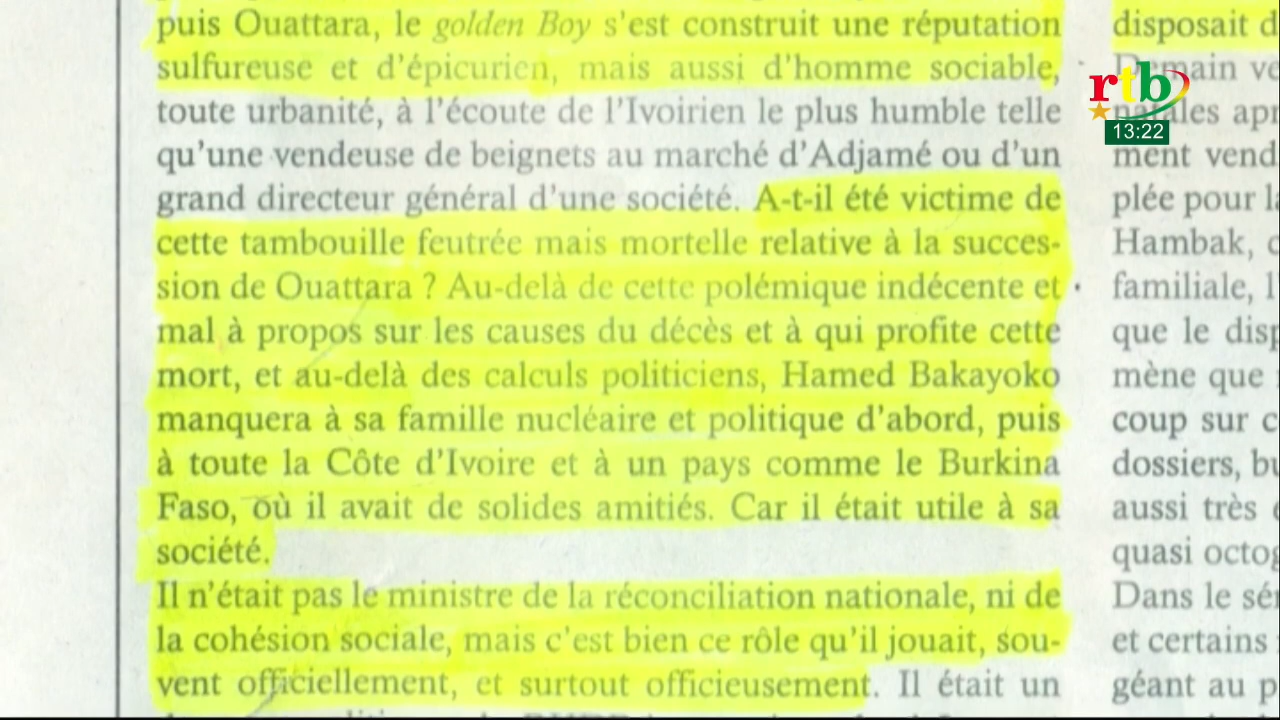 puis Ouattara, le golden Boy s'est construit une réputation
sulfureuse et d'épicurien, mais aussi d'homme sociable,
toute urbanité, à l'écoute de l'Ivoirien le plus humble telle
qu'une vendeuse de beignets au marché d'Adjamé ou d'un
grand directeur général d'une société. A-t-il été victime de
cette tambouille feutrée mais mortelle relative à la succes-
sion de Ouattara ? Au-delà de cette polémique indécente et
mal à propos sur les causes du décès et à qui profite cette
mort, et au-delà des calculs politiciens, Hamed Bakayoko
manquera à sa famille nucléaire et politique d'abord, puis
à toute la Côte d'Ivoire et à un pays comme le Burkina
Faso, où il avait de solides amitiés. Car il était utile à sa
société.
Il n'était pas le ministre de la réconciliation nationale, ni de
la cohésion sociale, mais c'est bien ce rôle qu'il jouait, sou-
vent officiellement, et surtout officieusement. Il était un
disposait
Demain
ment
plée pour
Hambak,
familiale,
que le
mène que
coup sur
dossiers,
aussi très
quasi
Dans le
et certains
géant au
rtb
13:22